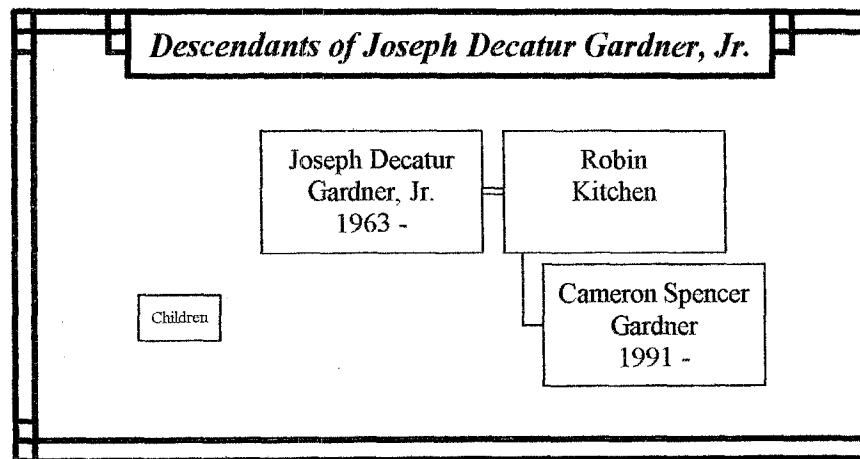 Descendants of Joseph Decatur Gardner, Jr.
Joseph Decatur
Gardner, Jr.
1963 -
Robin
Kitchen
Children
Cameron Spencer
Gardner
1991 -